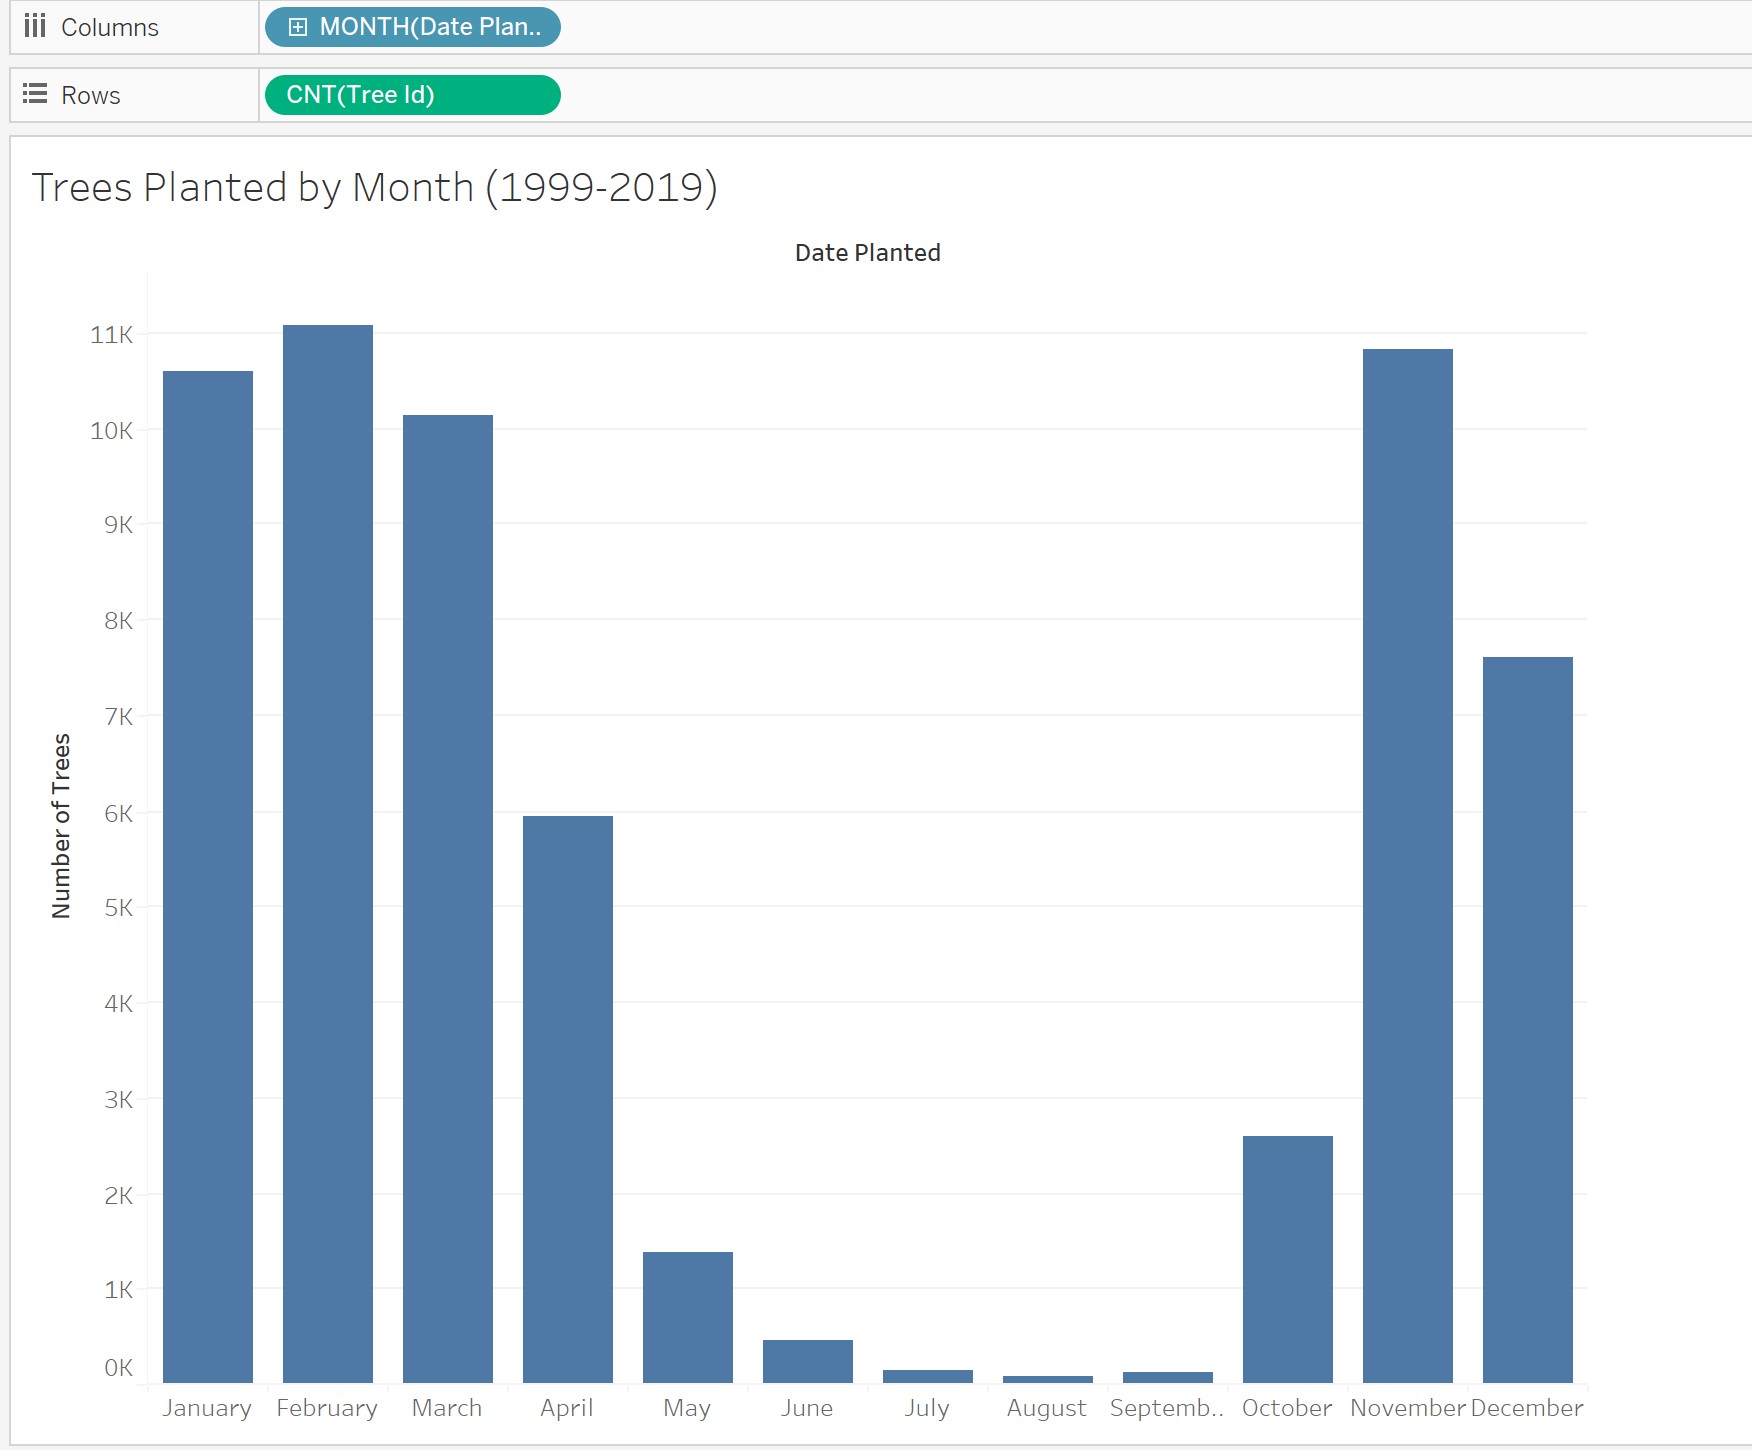 Columns
MONTH(Date Plan..
Rows
CNT(Tree Id)
Trees Planted by Month (1999-2019)
Date Planted
11K
10K
9K
8K
7K
6K
5K
4K
3K
2K
1K
0K
Number of Trees
January February March April May June July August Septemb.. October November December